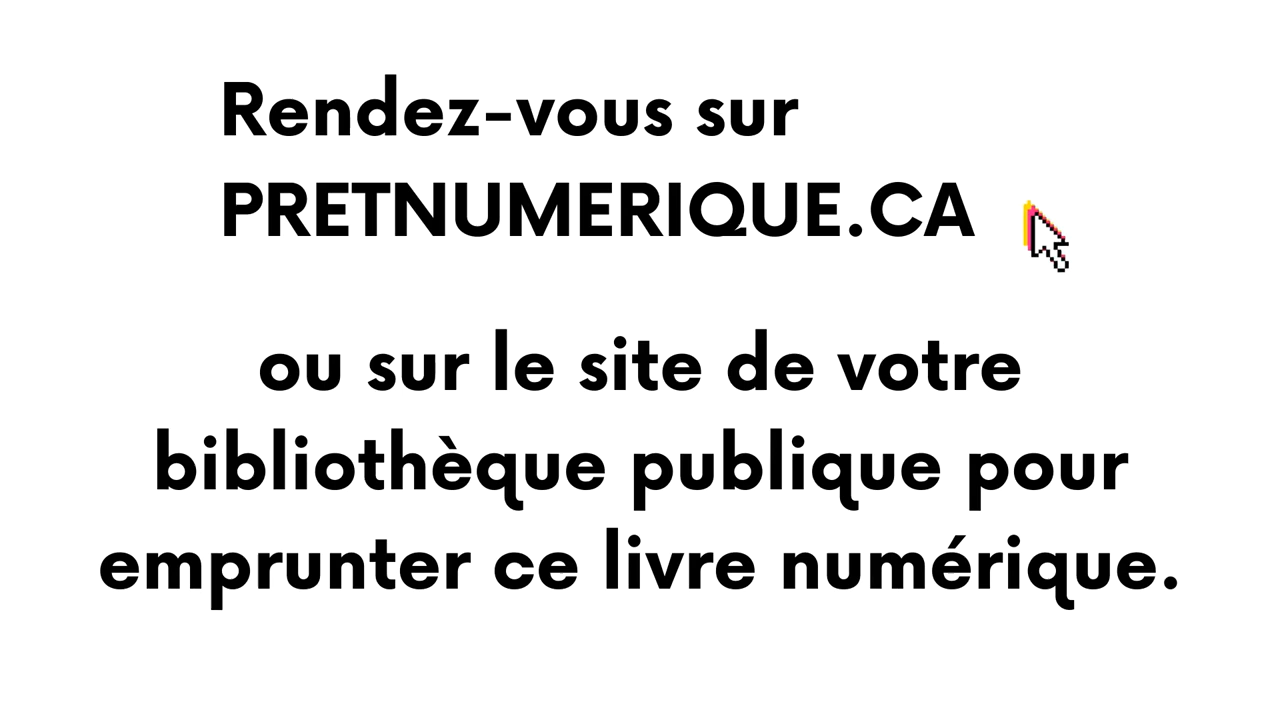 Rendez-vous sur
PRETNUMERIQUE.CA
ou sur le site de votre
bibliothèque publique pour
emprunter ce livre numérique.